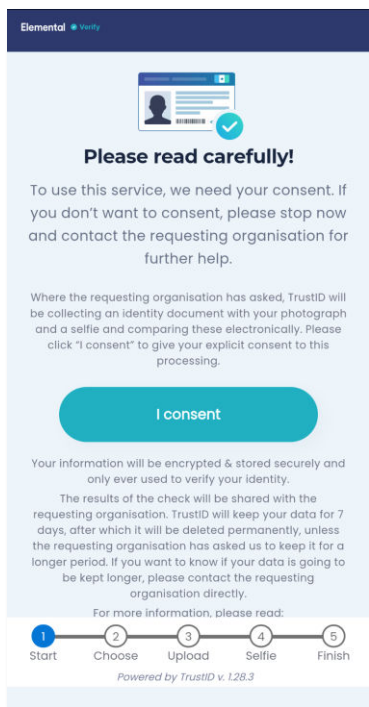 Elemental Verify
Please read carefully!
To use this service, we need your consent. If
you don't want to consent, please stop now
and contact the requesting organisation for
further help.
Where the requesting organisation has asked, TrustID will
be collecting an identity document with your photograph
and a selfie and comparing these electronically. Please
click "I consent" to give your explicit consent to this
processing.
I consent
Your information will be encrypted & stored securely and
only ever used to verify your identity.
The results of the check will be shared with the
requesting organisation. TrustID will keep your data for 7
days, after which it will be deleted permanently, unless
the requesting organisation has asked us to keep it for a
longer period. If you want to know if your data is going to
be kept longer, please contact the requesting
organisation directly.
For more information, please read:
1 2 3 4 5
Start Choose Upload Selfie Finish
Powered by TrustID v. 1.28.3